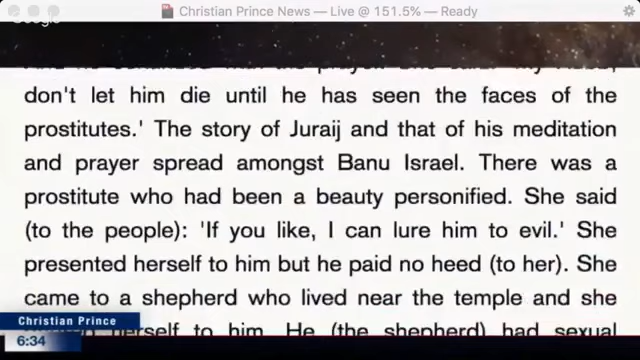 Christian Prince News — Live @ 151.5% — Ready
Google
don't let him die until he has seen the faces of the
prostitutes.' The story of Juraij and that of his meditation
and prayer spread amongst Banu Israel. There was a
prostitute who had been a beauty personified. She said
(to the people): 'If you like, I can lure him to evil.' She
presented herself to him but he paid no heed (to her). She
came to a shepherd who lived near the temple and she
herself to him. He (the shepherd) had sexual
Christian Prince
6:34